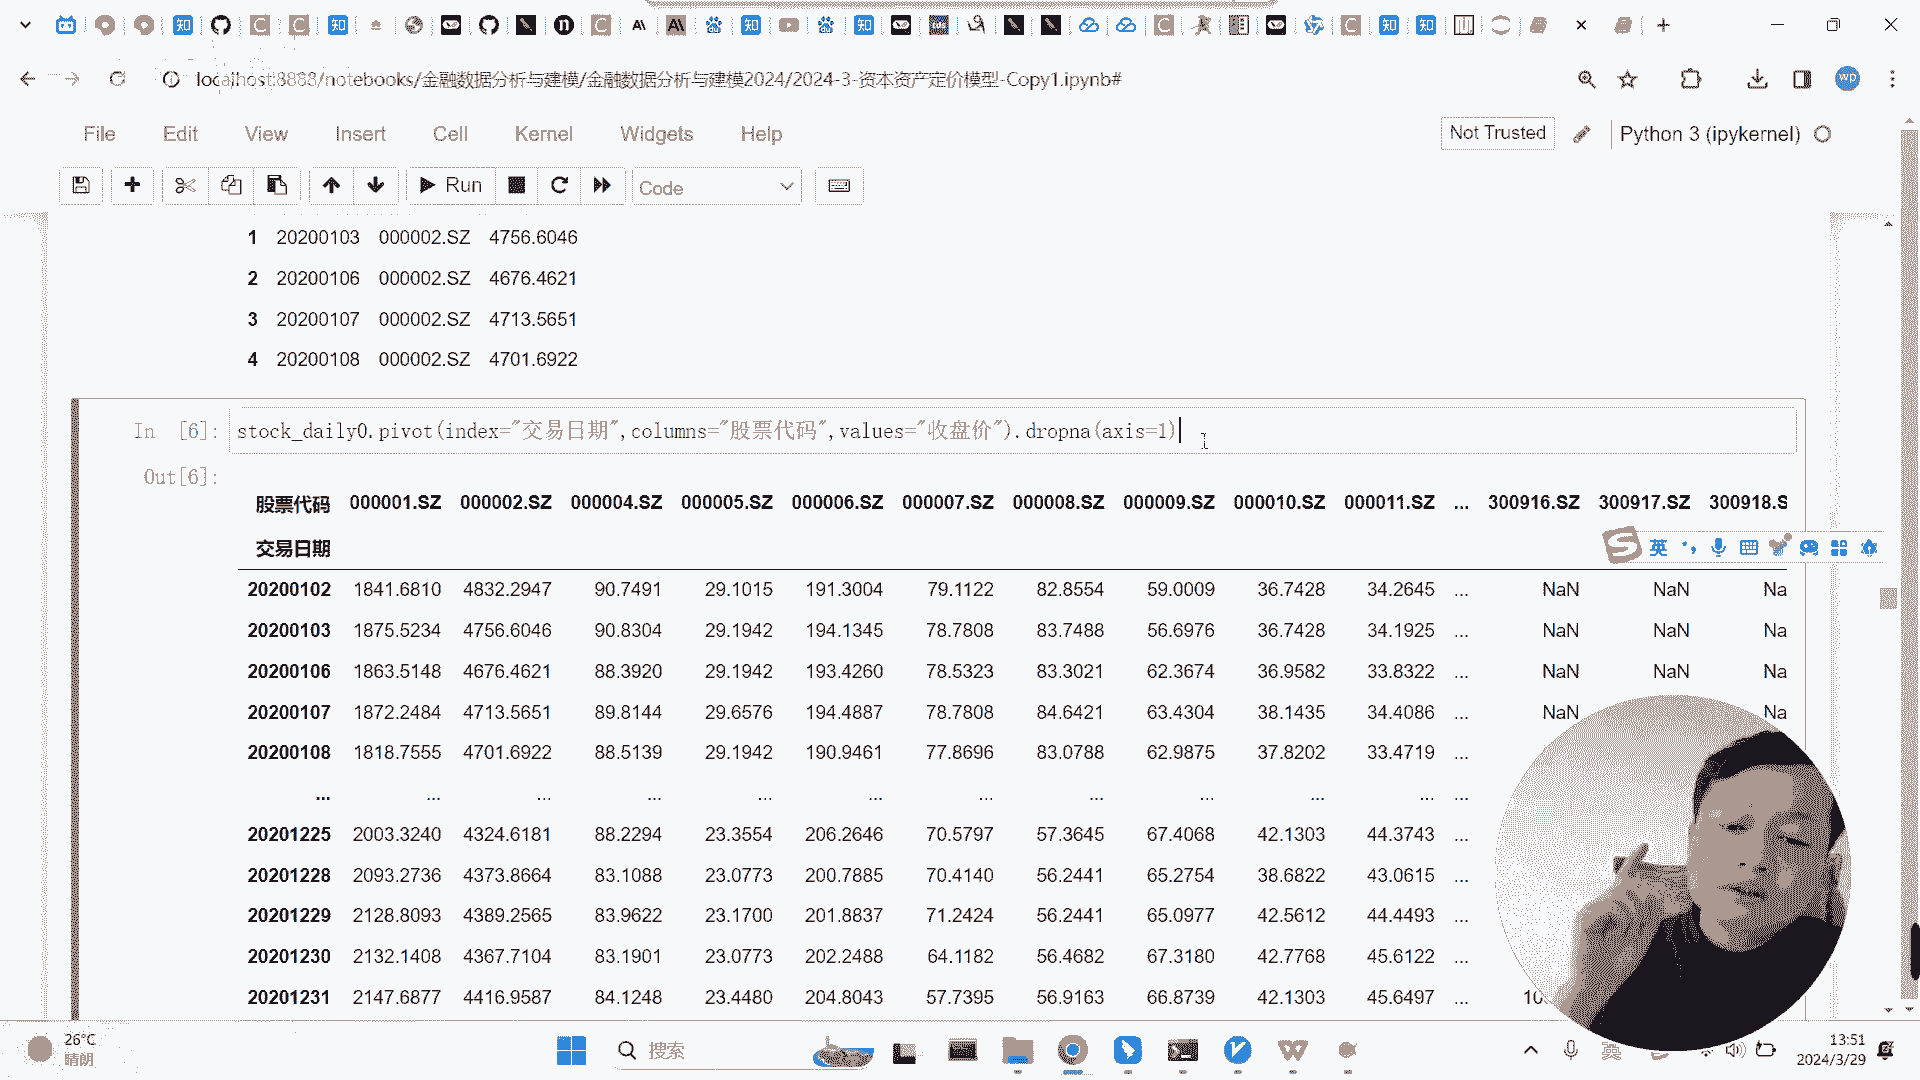 localhost:8888/notebooks/金融数据分析与建模/金融数据分析与建模2024/2024-3-资本资产定价模型-Copy1.ipynb#
wp
File Edit View Insert Cell Kernel Widgets Help
Not Trusted
Python 3 (ipykernel)
Run
Code
1 20200103 000002.SZ 4756.6046
2 20200106 000002.SZ 4676.4621
3 20200107 000002.SZ 4713.5651
4 20200108 000002.SZ 4701.6922
In [6]: stock_daily0.pivot(index="交易日期",columns="股票代码",values="收盘价").dropna(axis=1)
Out[6]:
股票代码 000001.SZ 000002.SZ 000004.SZ 000005.SZ 000006.SZ 000007.SZ 000008.SZ 000009.SZ 000010.SZ 000011.SZ ... 300916.SZ 300917.SZ 300918.S
交易日期
英
20200102 1841.6810 4832.2947 90.7491 29.1015 191.3004 79.1122 82.8554 59.0009 36.7428 34.2645 ... NaN NaN Na
20200103 1875.5234 4756.6046 90.8304 29.1942 194.1345 78.7808 83.7488 56.6976 36.7428 34.1925 ... NaN NaN Na
20200106 1863.5148 4676.4621 88.3920 29.1942 193.4260 78.5323 83.3021 62.3674 36.9582 33.8322 ... NaN NaN Na
20200107 1872.2484 4713.5651 89.8144 29.6576 194.4887 78.7808 84.6421 63.4304 38.1435 34.4086 ... NaN Na
20200108 1818.7555 4701.6922 88.5139 29.1942 190.9461 77.8696 83.0788 62.9875 37.8202 33.4719 ...
... ... ... ... ... ... ... ... ... ... ... ...
20201225 2003.3240 4324.6181 88.2294 23.3554 206.2646 70.5797 57.3645 67.4068 42.1303 44.3743 ...
20201228 2093.2736 4373.8664 83.1088 23.0773 200.7885 70.4140 56.2441 65.2754 38.6822 43.0615 ...
20201229 2128.8093 4389.2565 83.9622 23.1700 201.8837 71.2424 56.2441 65.0977 42.5612 44.4493 ...
20201230 2132.1408 4367.7104 83.1901 23.0773 202.2488 64.1182 56.4682 67.3180 42.7768 45.6122 ...
20201231 2147.6877 4416.9587 84.1248 23.4480 204.8043 57.7395 56.9163 66.8739 42.1303 45.6497 ... 10
26°C
晴朗
搜索
英
13:51
2024/3/29